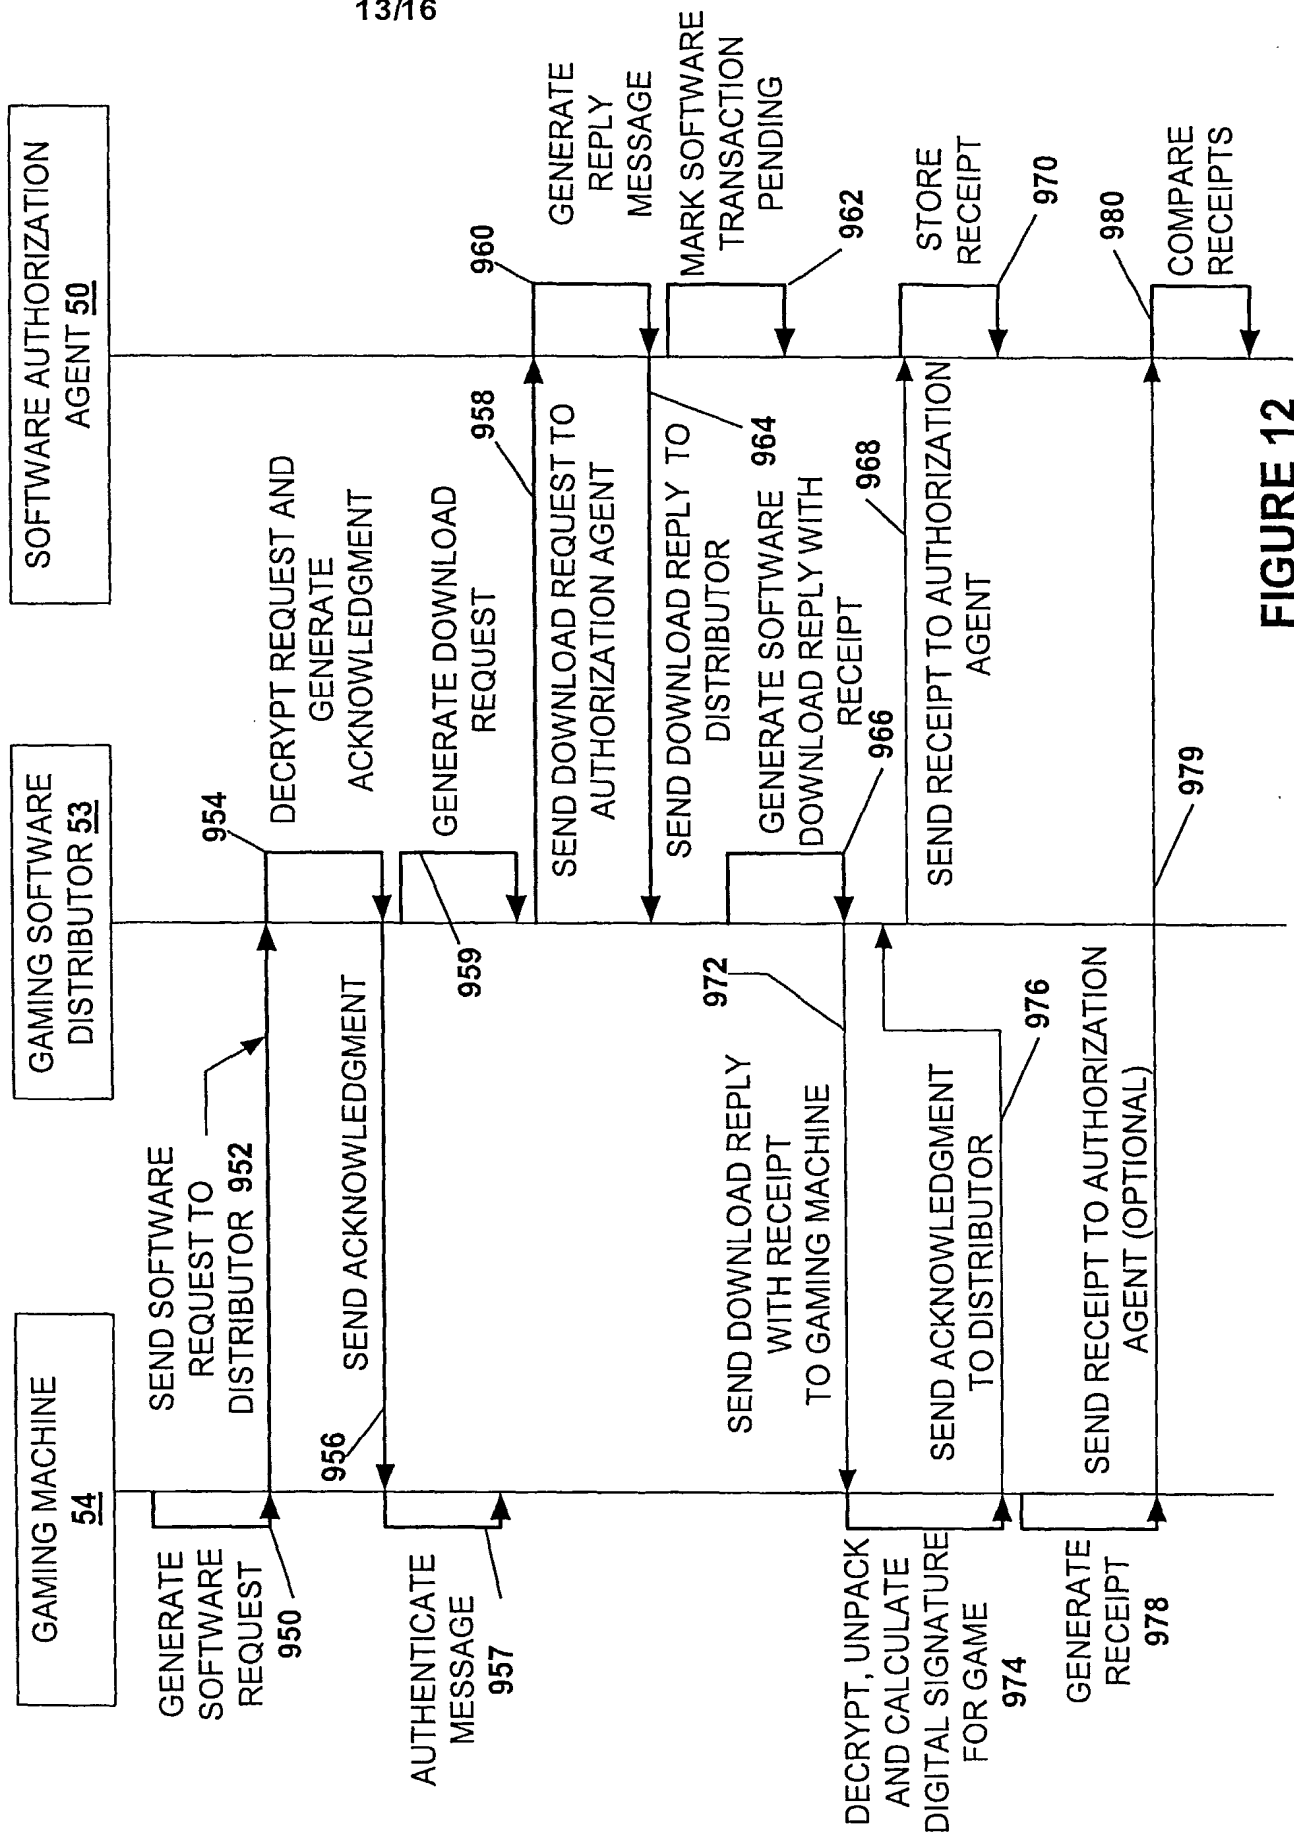 13/16
GAMING MACHINE
54
GAMING SOFTWARE
DISTRIBUTOR 53
SOFTWARE AUTHORIZATION
AGENT 50
GENERATE
SOFTWARE
REQUEST
950
SEND SOFTWARE
REQUEST TO
DISTRIBUTOR 952
954
DECRYPT REQUEST AND
GENERATE
ACKNOWLEDGMENT
SEND ACKNOWLEDGMENT
956
AUTHENTICATE
MESSAGE
957
GENERATE DOWNLOAD
REQUEST
959
958
SEND DOWNLOAD REQUEST TO
AUTHORIZATION AGENT
960
GENERATE
REPLY
MESSAGE
MARK SOFTWARE
TRANSACTION
PENDING
962
964
SEND DOWNLOAD REPLY TO
DISTRIBUTOR
GENERATE SOFTWARE
DOWNLOAD REPLY WITH
RECEIPT
966
968
SEND RECEIPT TO AUTHORIZATION
AGENT
STORE
RECEIPT
970
972
SEND DOWNLOAD REPLY
WITH RECEIPT
TO GAMING MACHINE
DECRYPT, UNPACK
AND CALCULATE
DIGITAL SIGNATURE
FOR GAME
974
SEND ACKNOWLEDGMENT
TO DISTRIBUTOR
976
GENERATE
RECEIPT
978
SEND RECEIPT TO AUTHORIZATION
AGENT (OPTIONAL)
979
980
COMPARE
RECEIPTS
FIGURE 12